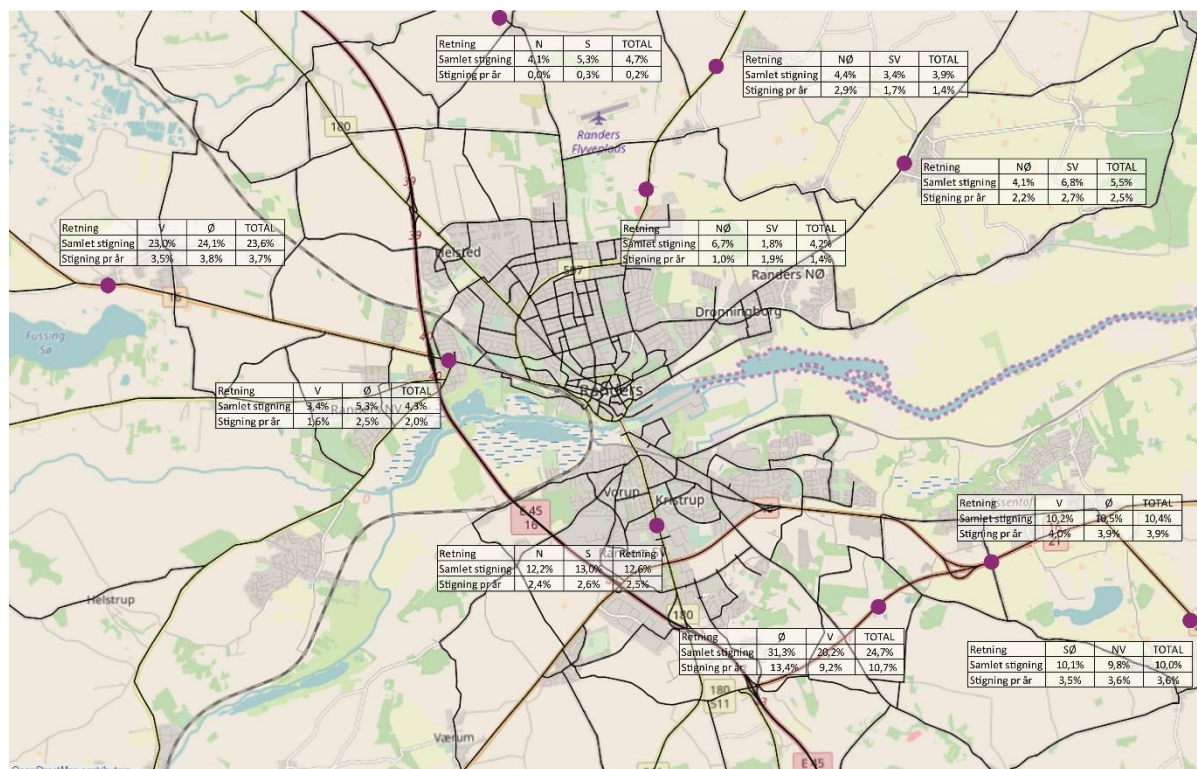 Retning N S TOTAL
Samlet stigning 4,1% 5,3% 4,7%
Stigning pr år 0,0% 0,3% 0,2%
Retning NØ SV TOTAL
Samlet stigning 4,4% 3,4% 3,9%
Stigning pr år 2,9% 1,7% 1,4%
180
Randers
Flyveplads
Retning NØ SV TOTAL
Samlet stigning 4,1% 6,8% 5,5%
Stigning pr år 2,2% 2,7% 2,5%
39
39
Retning V Ø TOTAL
Samlet stigning 23,0% 24,1% 23,6%
Stigning pr år 3,5% 3,8% 3,7%
Retning NØ SV TOTAL
Samlet stigning 6,7% 1,8% 4,2%
Stigning pr år 1,0% 1,9% 1,4%
Helsted
507
Randers NØ
16
Dronningborg
Fussing
Sø
40
Randers
Retning V Ø TOTAL
Samlet stigning 3,4% 5,3% 4,3%
Stigning pr år 1,6% 2,5% 2,0%
Randers NV
Vorup
Kristrup
E 45
16
Retning V Ø TOTAL
Samlet stigning 10,2% 10,5% 10,4%
Stigning pr år 4,0% 3,9% 3,9%
21
Retning N S Retning
Samlet stigning 12,2% 13,0% 12,6%
Stigning pr år 2,4% 2,6% 2,5%
Helstrup
180
Retning Ø V TOTAL
Samlet stigning 31,3% 20,2% 24,7%
Stigning pr år 13,4% 9,2% 10,7%
Retning SØ NV TOTAL
Samlet stigning 10,1% 9,8% 10,0%
Stigning pr år 3,5% 3,6% 3,6%
180
511
Værum
E 45